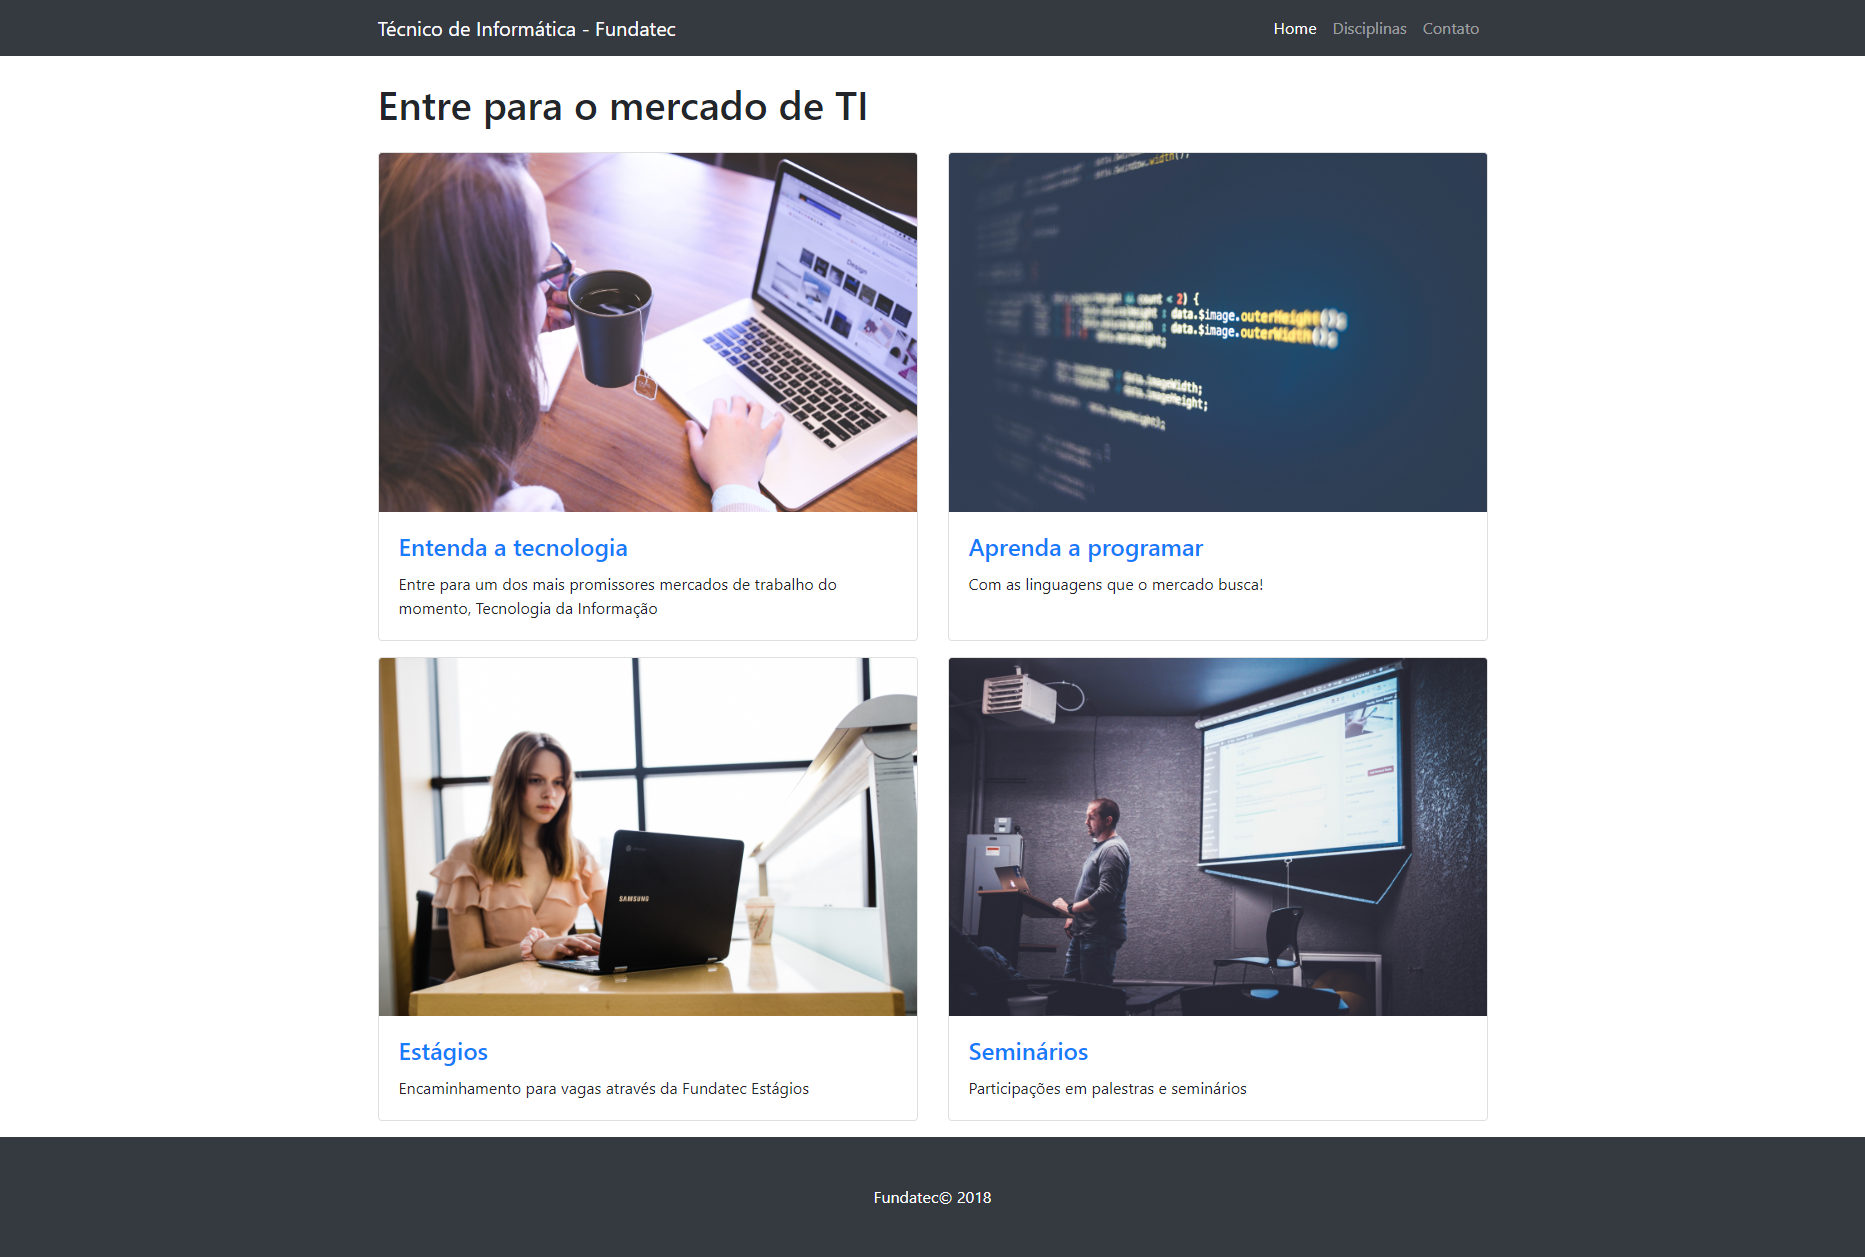 Técnico de Informática - Fundatec
Home Disciplinas Contato
Entre para o mercado de TI
Design
count < 2) {
data.$image.outerHeight();
data.$image.outerWidth();
Entenda a tecnologia
Entre para um dos mais promissores mercados de trabalho do
momento, Tecnologia da Informação
Aprenda a programar
Com as linguagens que o mercado busca!
SAMSUNG
Estágios
Encaminhamento para vagas através da Fundatec Estágios
Seminários
Participações em palestras e seminários
Fundatec© 2018